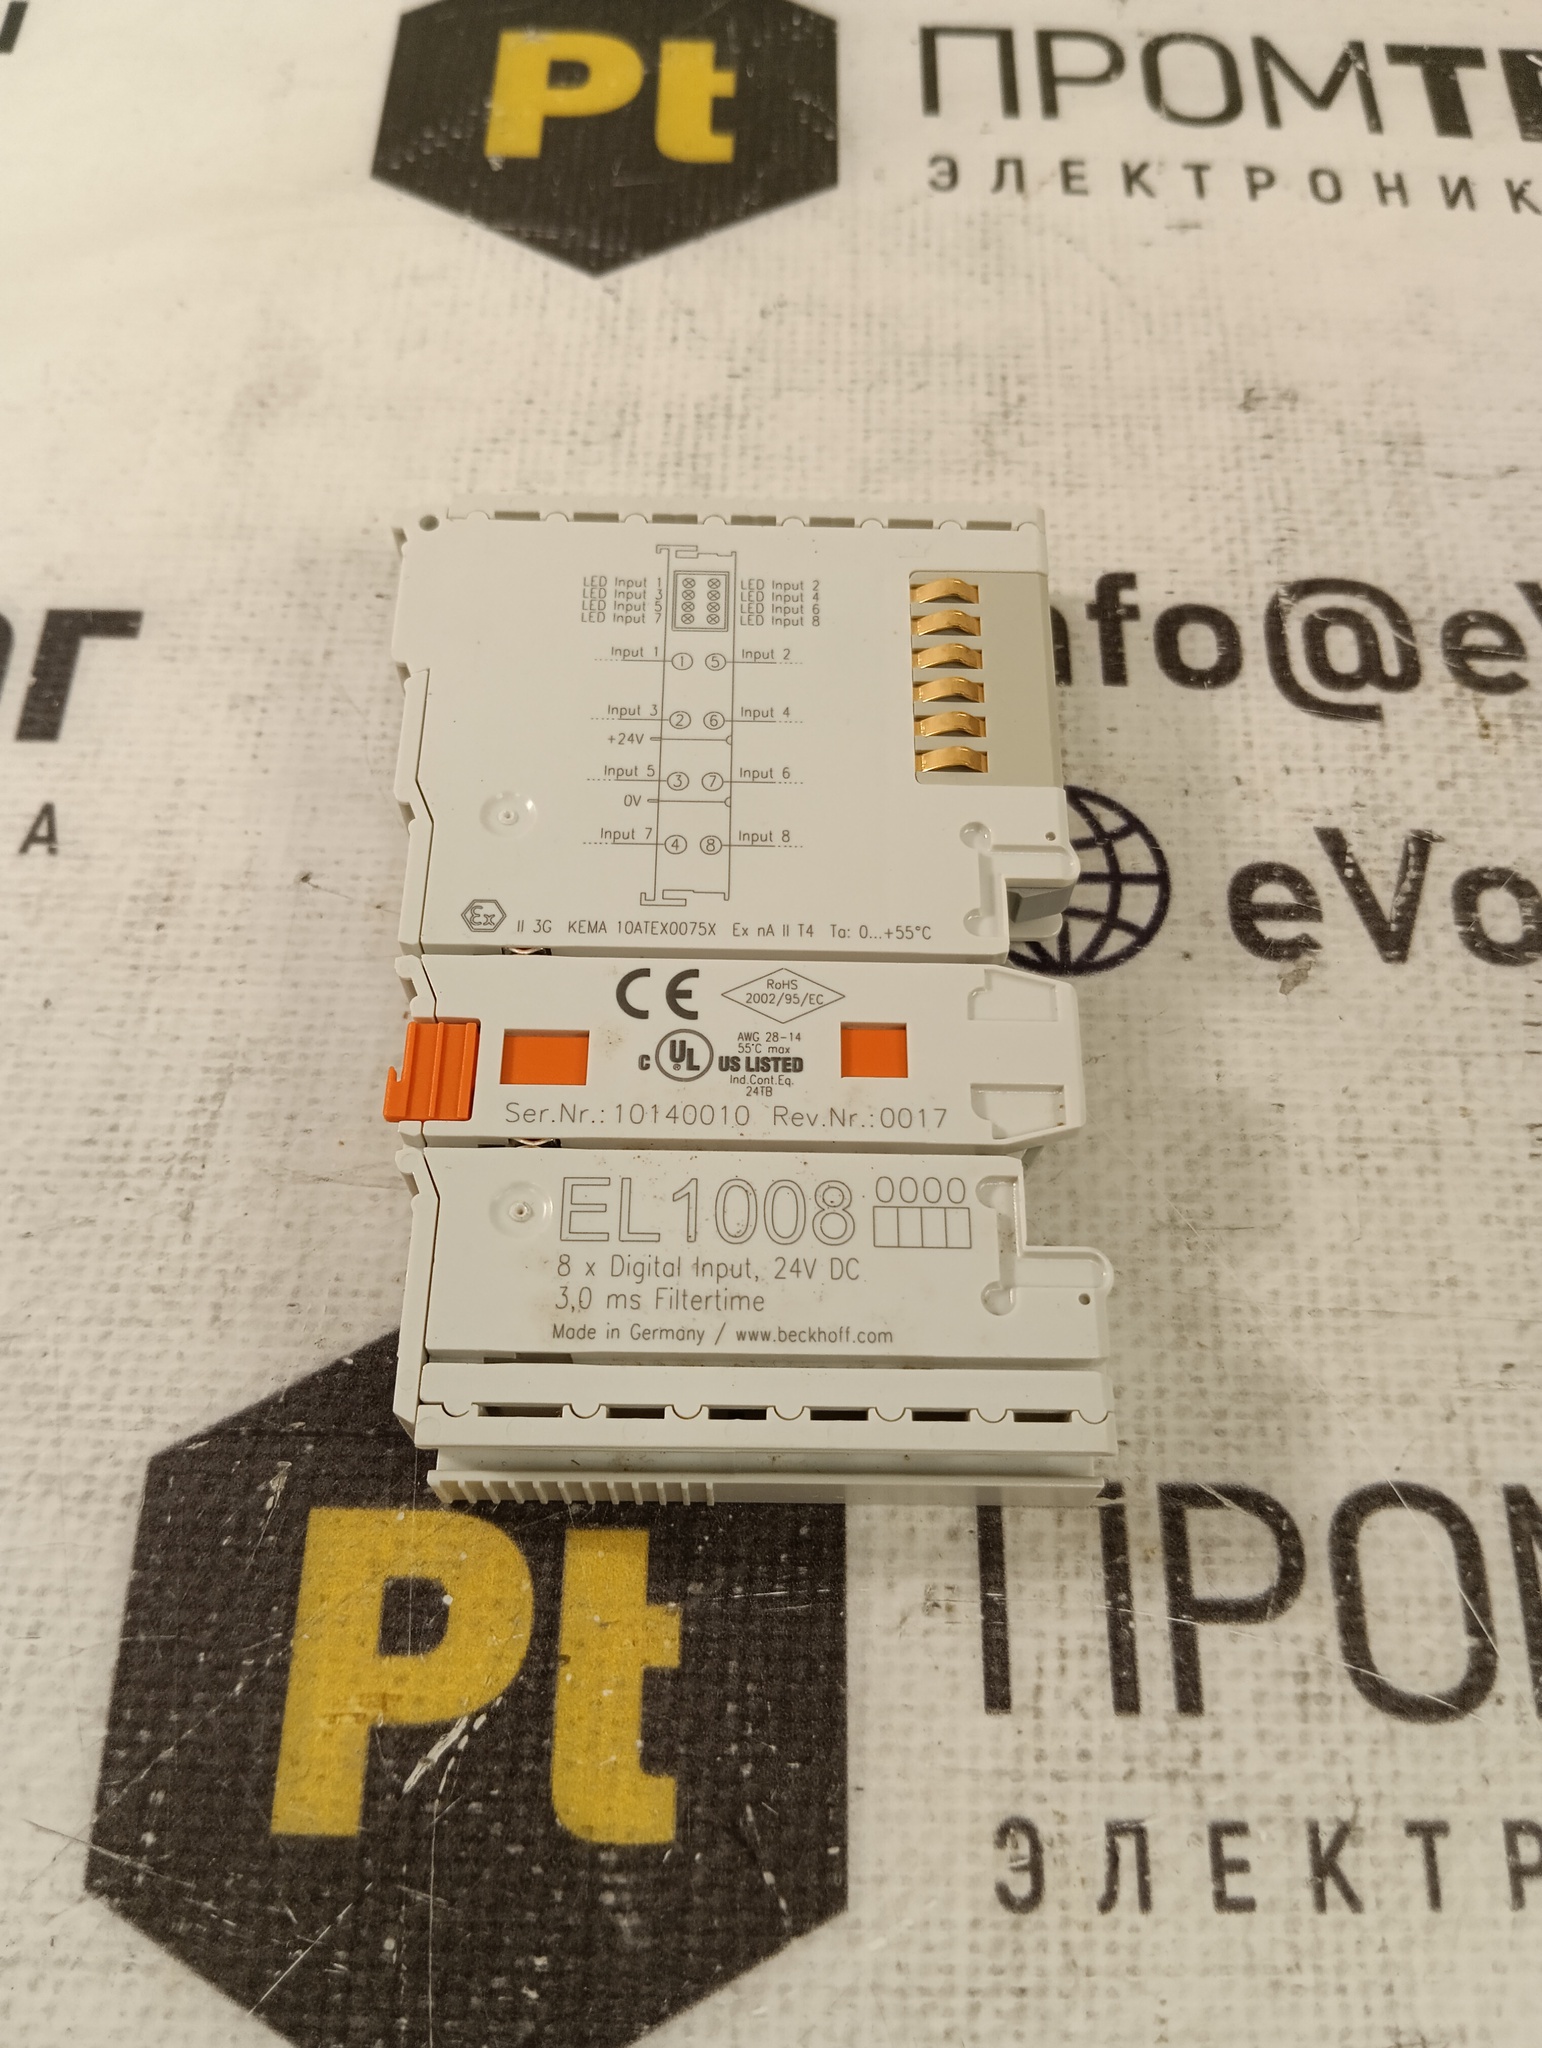 Pt
ПРОМ
ЭЛЕКТРОНИК
LED Input 1
LED Input 2
LED Input 3
LED Input 4
LED Input 5
LED Input 6
LED Input 7
LED Input 8
Input 1 1 5 Input 2
Input 3 2 6 Input 4
+24V
Input 5 3 7 Input 6
0V
Input 7 4 8 Input 8
Ex II 3G KEMA 10ATEX0075X Ex nA II T4 Ta: 0...+55°C
nfo@e
А
eVo
CE
RoHS
2002/95/EC
AWG 28-14
55°C max
c UL US LISTED
Ind.Cont.Eq.
24TB
Ser.Nr.: 10140010 Rev.Nr.:0017
EL1008 0000
8 x Digital Input, 24V DC
3,0 ms Filtertime
Made in Germany / www.beckhoff.com
Pt
ПРО
ЭЛЕКТ